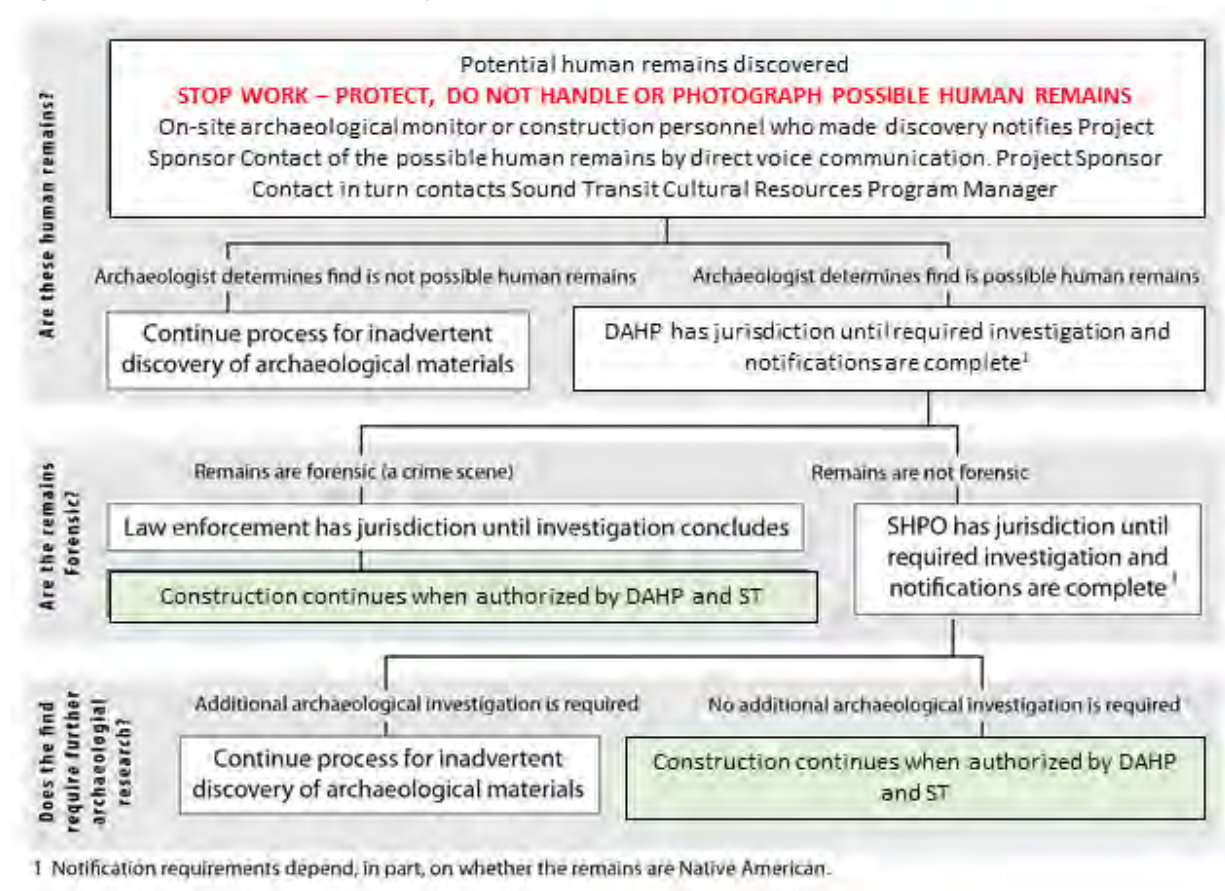 Potential human remains discovered
STOP WORK – PROTECT, DO NOT HANDLE OR PHOTOGRAPH POSSIBLE HUMAN REMAINS
On-site archaeological monitor or construction personnel who made discovery notifies Project
Sponsor Contact of the possible human remains by direct voice communication. Project Sponsor
Contact in turn contacts Sound Transit Cultural Resources Program Manager
Are these human remains?
Archaeologist determines find is not possible human remains
Archaeologist determines find is possible human remains
Continue process for inadvertent
discovery of archaeological materials
DAHP has jurisdiction until required investigation and
notifications are complete¹
Are the remains
Forensic?
Remains are forensic (a crime scene)
Remains are not forensic
Law enforcement has jurisdiction until investigation concludes
Construction continues when authorized by DAHP and ST
SHPO has jurisdiction until
required investigation and
notifications are complete¹
Does the find
require further
archaeologial
research?
Additional archaeological investigation is required
No additional archaeological investigation is required
Continue process for inadvertent
discovery of archaeological materials
Construction continues when authorized by DAHP
and ST
1 Notification requirements depend, in part, on whether the remains are Native American.